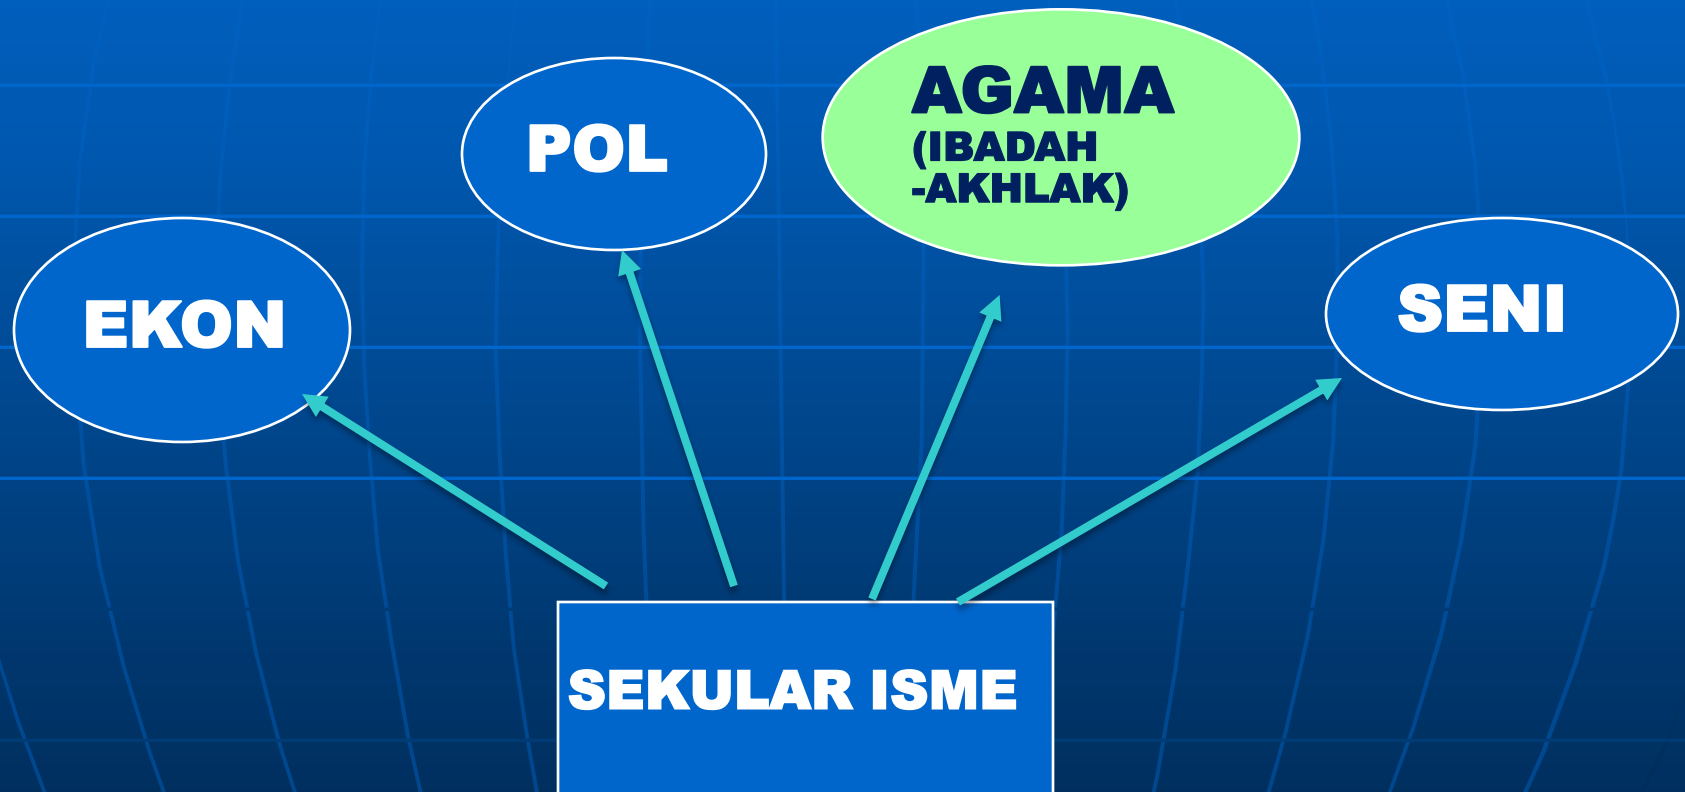 AGAMA
(IBADAH
-AKHLAK)
POL
EKON
SENI
SEKULAR ISME